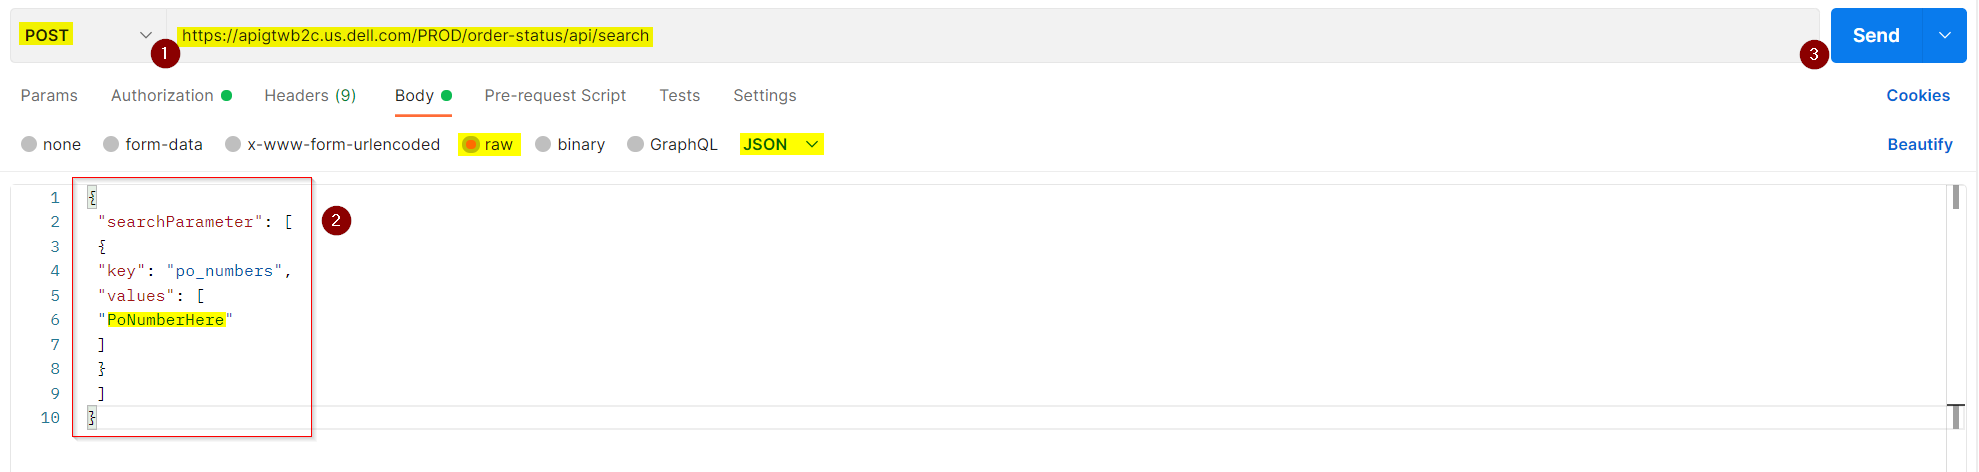 POST
https://apigtwb2c.us.dell.com/PROD/order-status/api/search
Send
1
3
Params Authorization Headers (9) Body Pre-request Script Tests Settings Cookies
none form-data x-www-form-urlencoded raw binary GraphQL JSON Beautify
1 {
2 "searchParameter": [
2
3 {
4 "key": "po_numbers",
5 "values": [
6 "PoNumberHere"
7 ]
8 }
9 ]
10 }